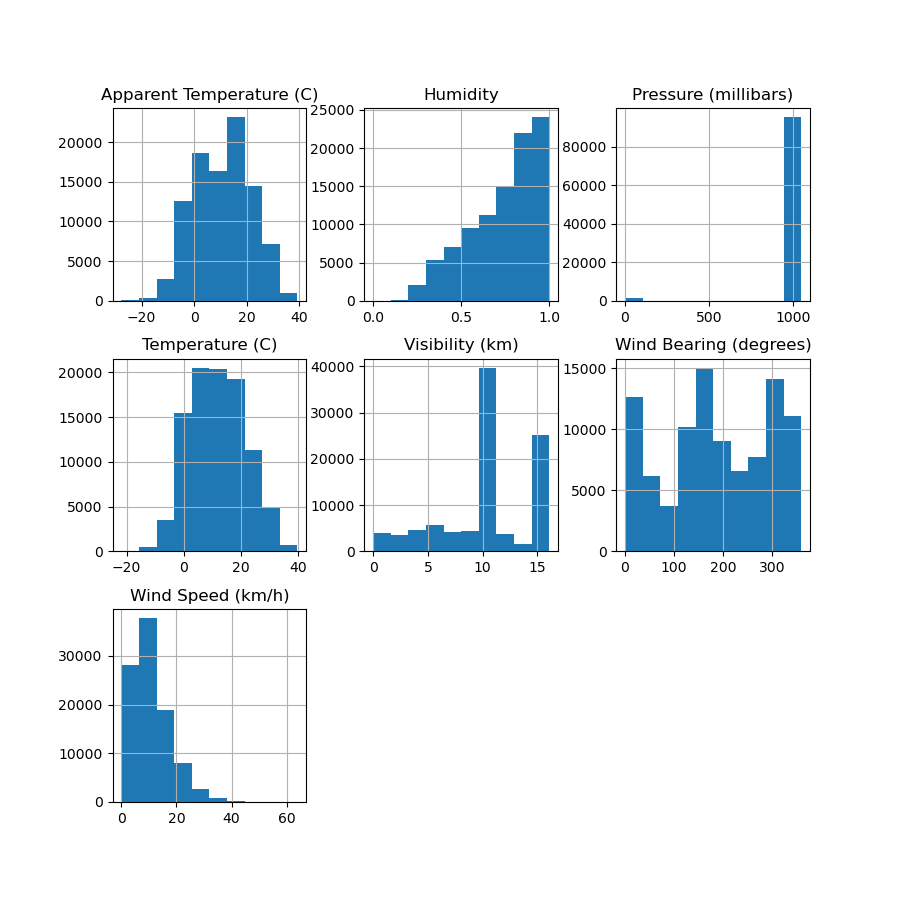 Apparent Temperature (C)
20000
15000
10000
5000
0
−20 0 20 40
Humidity
25000
20000
15000
10000
5000
0
0.0 0.5 1.0
Pressure (millibars)
80000
60000
40000
20000
0
0 500 1000
Temperature (C)
20000
15000
10000
5000
0
−20 0 20 40
Visibility (km)
40000
30000
20000
10000
0
0 5 10 15
Wind Bearing (degrees)
15000
10000
5000
0
0 100 200 300
Wind Speed (km/h)
30000
20000
10000
0
0 20 40 60